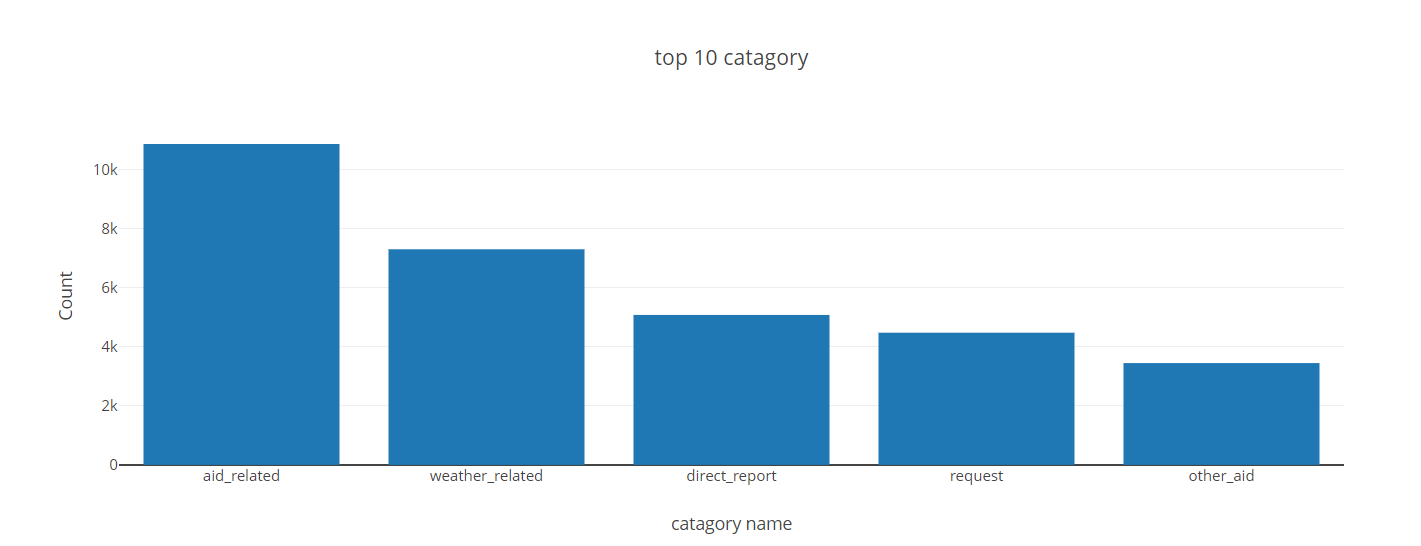 top 10 catagory
10k
8k
6k
4k
2k
0
Count
aid_related weather_related direct_report request other_aid
catagory name